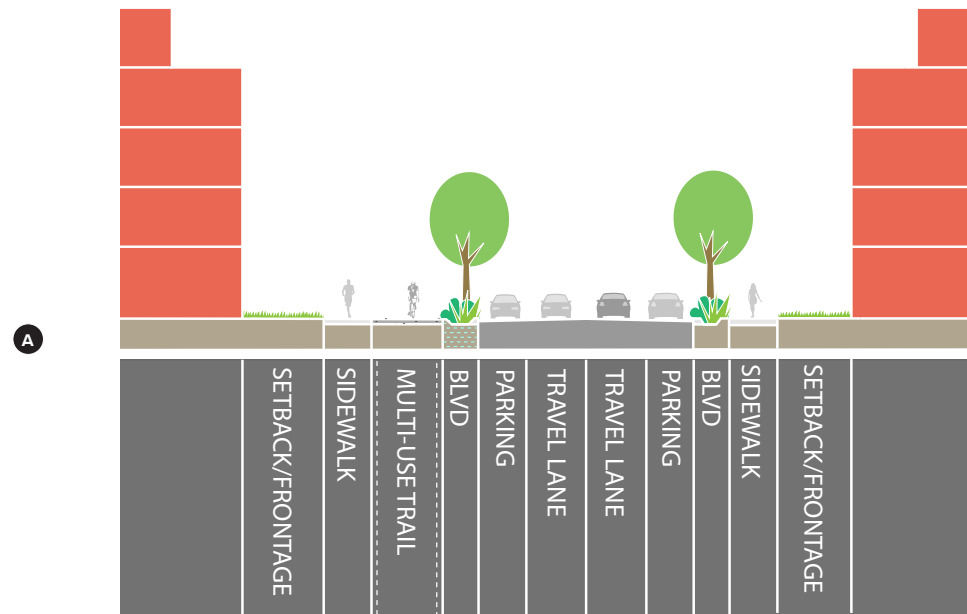 A
SETBACK/FRONTAGE
SIDEWALK
MULTI-USE TRAIL
BLVD
PARKING
TRAVEL LANE
TRAVEL LANE
PARKING
BLVD
SIDEWALK
SETBACK/FRONTAGE